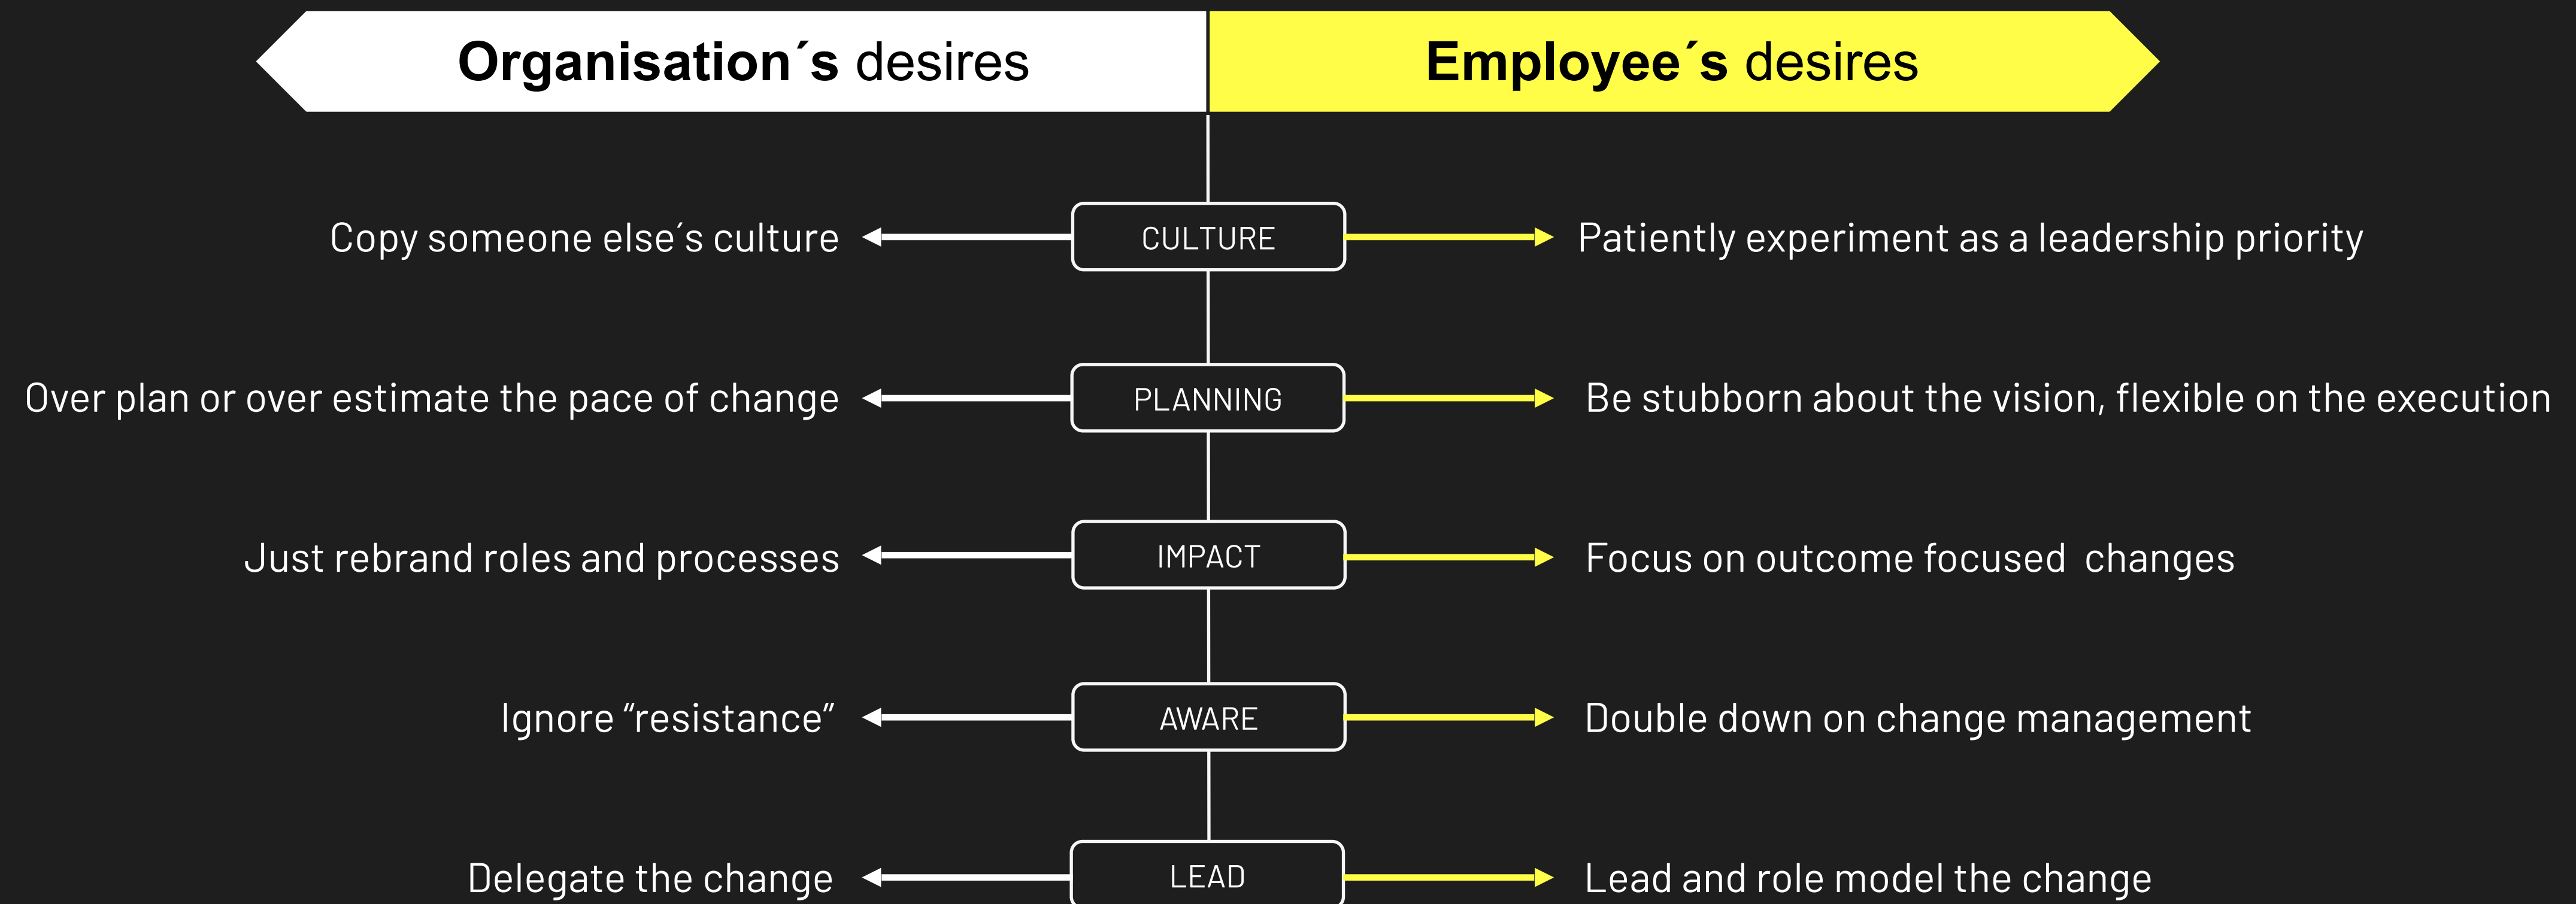 Organisation´s desires
Employee´s desires
Copy someone else´s culture
CULTURE
Patiently experiment as a leadership priority
Over plan or over estimate the pace of change
PLANNING
Be stubborn about the vision, flexible on the execution
Just rebrand roles and processes
IMPACT
Focus on outcome focused  changes
Ignore “resistance”
AWARE
Double down on change management
Delegate the change
LEAD
Lead and role model the change